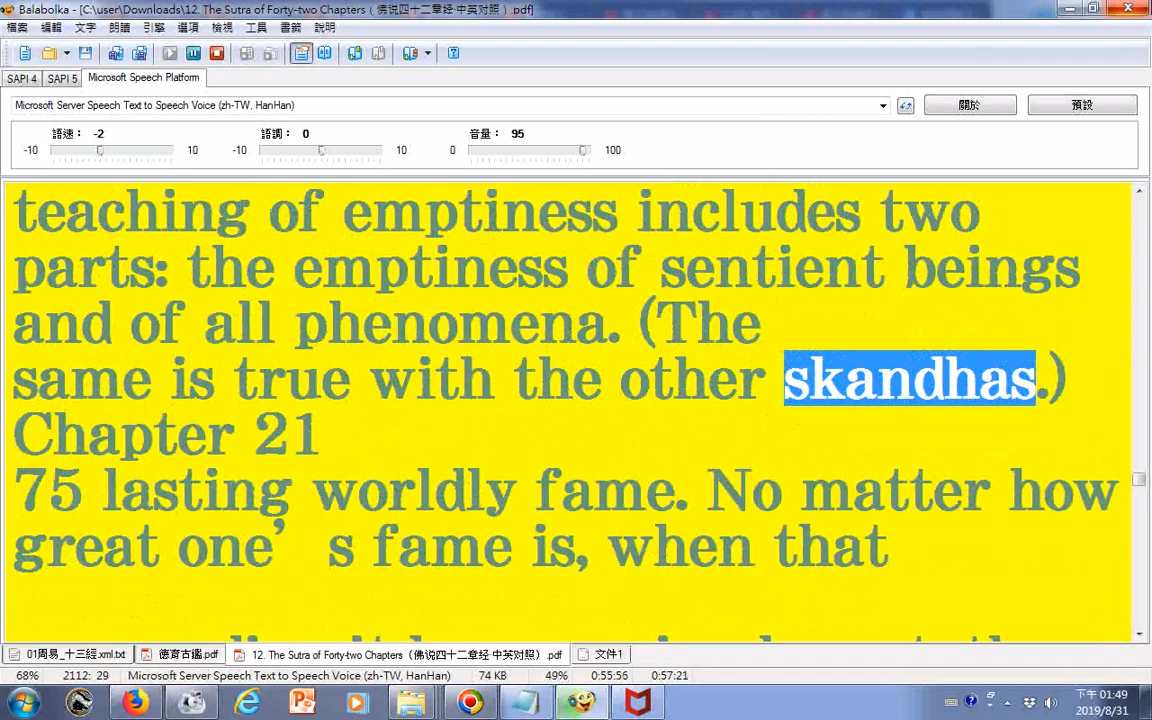 Balabolka - [C:\user\Downloads\12. The Sutra of Forty-two Chapters（佛说四十二章经·中英对照）.pdf]
檔案 編輯 文字 朗讀 引擎 選項 檢視 工具 書籤 說明
SAPI 4 SAPI 5 Microsoft Speech Platform
Microsoft Server Speech Text to Speech Voice (zh-TW, HanHan) 關於 預設
語速： -2 語調： 0 音量： 95
-10 10 -10 10 0 100
teaching of emptiness includes two
parts: the emptiness of sentient beings
and of all phenomena. (The
same is true with the other skandhas.)
Chapter 21
75 lasting worldly fame. No matter how
great one’s fame is, when that
01周易_十三經.xml.txt 德育古鑑.pdf 12. The Sutra of Forty-two Chapters（佛说四十二章经·中英对照）.pdf 文件1
68% 2112: 29 Microsoft Server Speech Text to Speech Voice (zh-TW, HanHan) 74 KB 49% 0:55:56 0:57:21
下午 01:49
2019/8/31